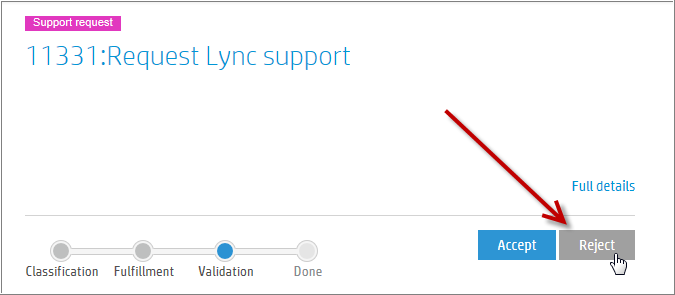 Support request
11331:Request Lync support
Full details
Accept Reject
Classification Fulfillment Validation Done